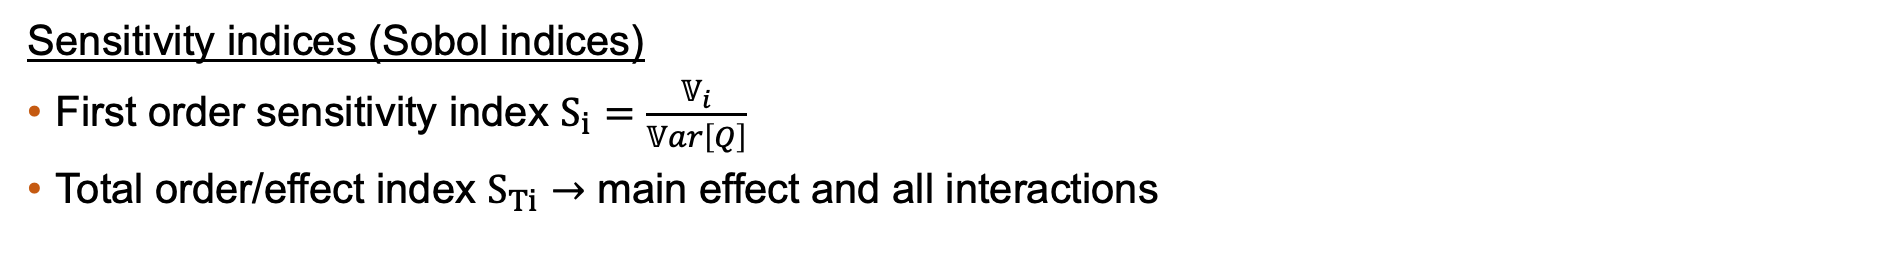 Sensitivity indices (Sobol indices)
• First order sensitivity index Sᵢ = 𝕍ᵢ / 𝕍ar[Q]
• Total order/effect index S_Ti → main effect and all interactions